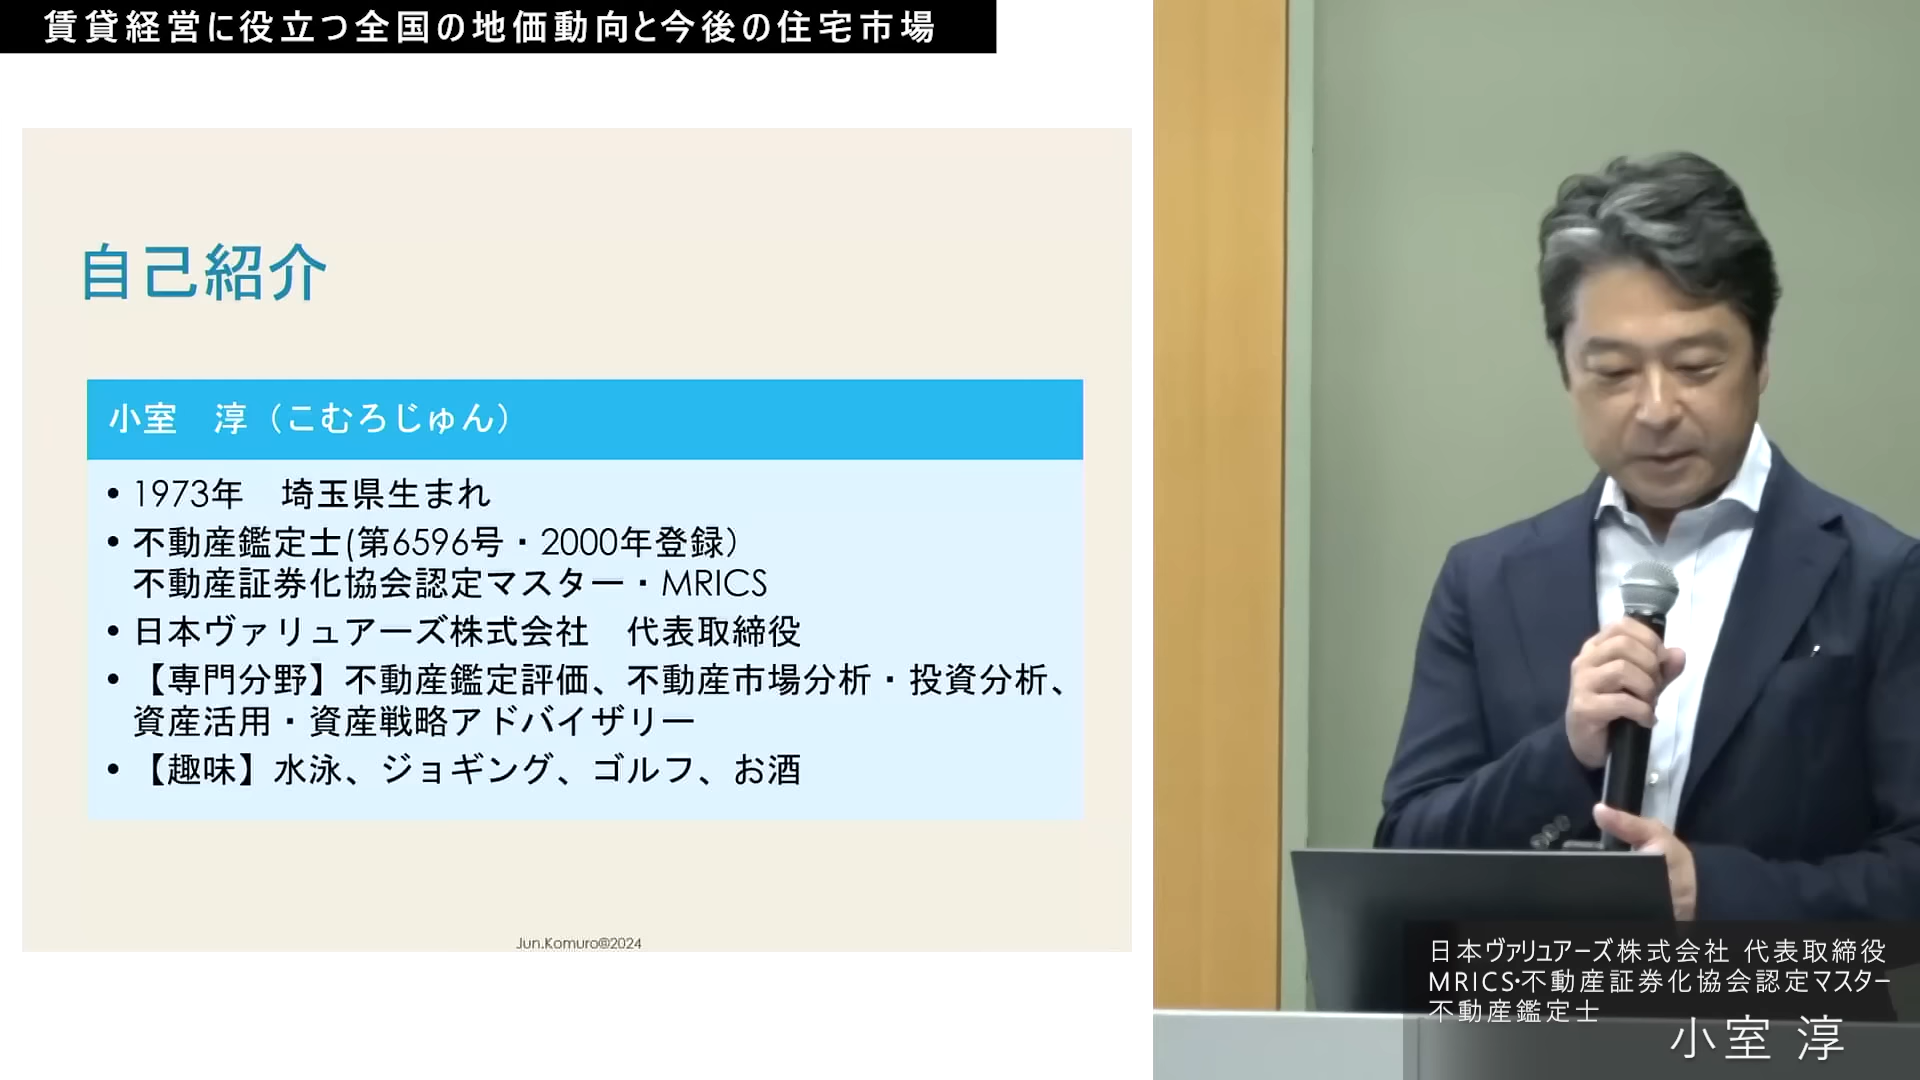 賃貸経営に役立つ全国の地価動向と今後の住宅市場
自己紹介
小室　淳（こむろじゅん）
• 1973年　埼玉県生まれ
• 不動産鑑定士(第6596号・2000年登録）
不動産証券化協会認定マスター・MRICS
• 日本ヴァリュアーズ株式会社　代表取締役
• 【専門分野】不動産鑑定評価、不動産市場分析・投資分析、
資産活用・資産戦略アドバイザリー
• 【趣味】水泳、ジョギング、ゴルフ、お酒
Jun.Komuro@2024
日本ヴァリュアーズ株式会社 代表取締役
MRICS・不動産証券化協会認定マスター
不動産鑑定士
小室 淳